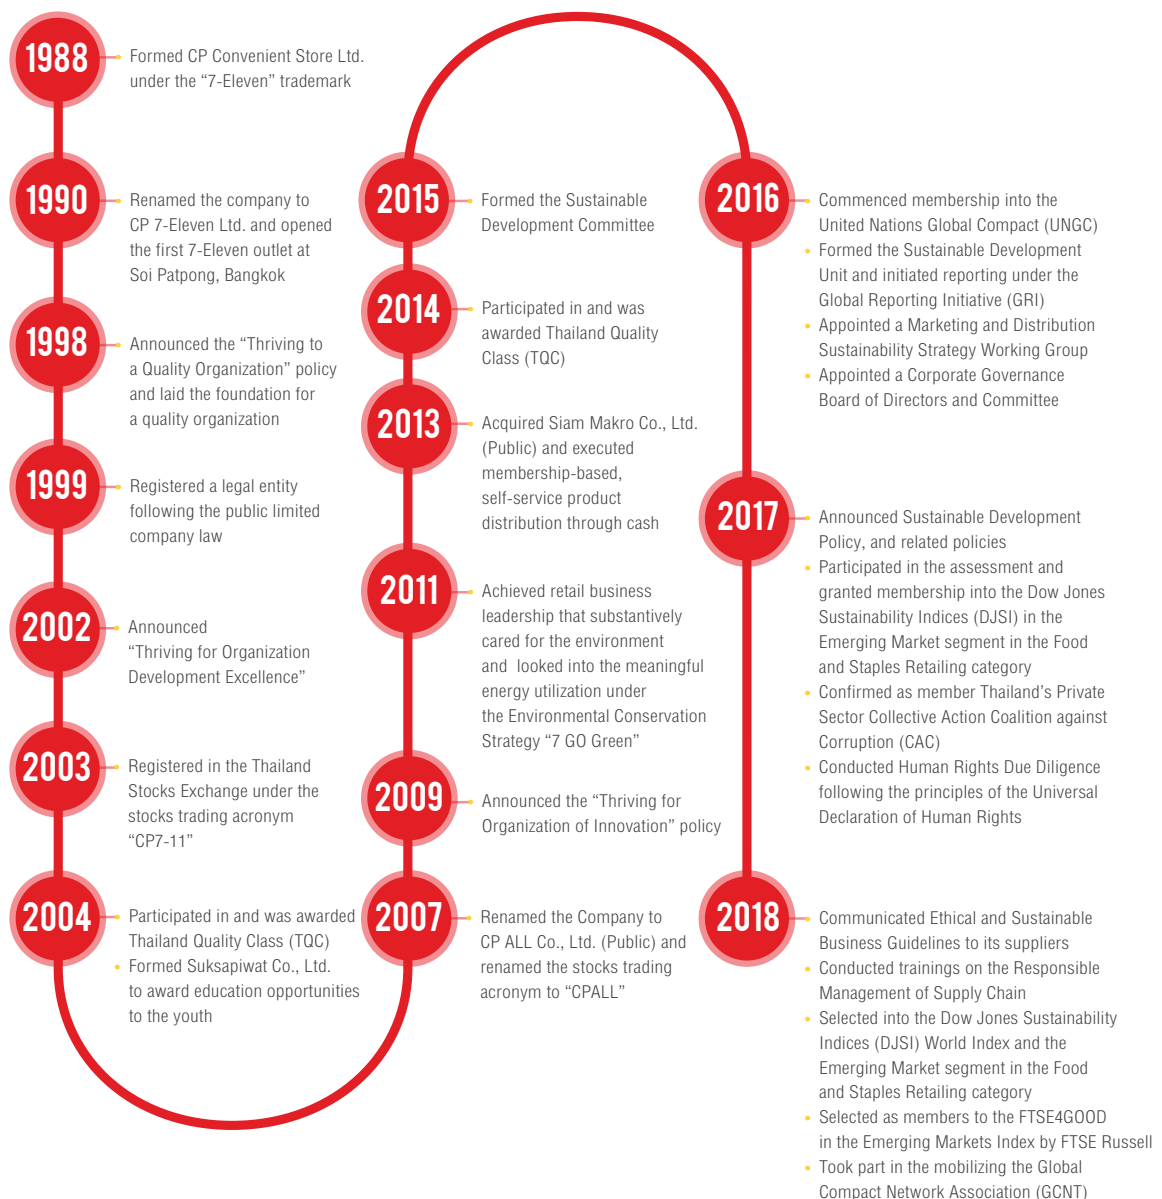 1988
• Formed CP Convenient Store Ltd.
under the “7-Eleven” trademark
1990
• Renamed the company to
CP 7-Eleven Ltd. and opened
the first 7-Eleven outlet at
Soi Patpong, Bangkok
1998
• Announced the “Thriving to
a Quality Organization” policy
and laid the foundation for
a quality organization
1999
• Registered a legal entity
following the public limited
company law
2002
• Announced
“Thriving for Organization
Development Excellence”
2003
• Registered in the Thailand
Stocks Exchange under the
stocks trading acronym
“CP7-11”
2004
• Participated in and was awarded
Thailand Quality Class (TQC)
• Formed Suksapiwat Co., Ltd.
to award education opportunities
to the youth
2007
• Renamed the Company to
CP ALL Co., Ltd. (Public) and
renamed the stocks trading
acronym to “CPALL”
2009
• Announced the “Thriving for
Organization of Innovation” policy
2011
• Achieved retail business
leadership that substantively
cared for the environment
and looked into the meaningful
energy utilization under
the Environmental Conservation
Strategy “7 GO Green”
2013
• Acquired Siam Makro Co., Ltd.
(Public) and executed
membership-based,
self-service product
distribution through cash
2014
• Participated in and was
awarded Thailand Quality
Class (TQC)
2015
• Formed the Sustainable
Development Committee
2016
• Commenced membership into the
United Nations Global Compact (UNGC)
• Formed the Sustainable Development
Unit and initiated reporting under the
Global Reporting Initiative (GRI)
• Appointed a Marketing and Distribution
Sustainability Strategy Working Group
• Appointed a Corporate Governance
Board of Directors and Committee
2017
• Announced Sustainable Development
Policy, and related policies
• Participated in the assessment and
granted membership into the Dow Jones
Sustainability Indices (DJSI) in the
Emerging Market segment in the Food
and Staples Retailing category
• Confirmed as member Thailand’s Private
Sector Collective Action Coalition against
Corruption (CAC)
• Conducted Human Rights Due Diligence
following the principles of the Universal
Declaration of Human Rights
2018
• Communicated Ethical and Sustainable
Business Guidelines to its suppliers
• Conducted trainings on the Responsible
Management of Supply Chain
• Selected into the Dow Jones Sustainability
Indices (DJSI) World Index and the
Emerging Market segment in the Food
and Staples Retailing category
• Selected as members to the FTSE4GOOD
in the Emerging Markets Index by FTSE Russell
• Took part in the mobilizing the Global
Compact Network Association (GCNT)